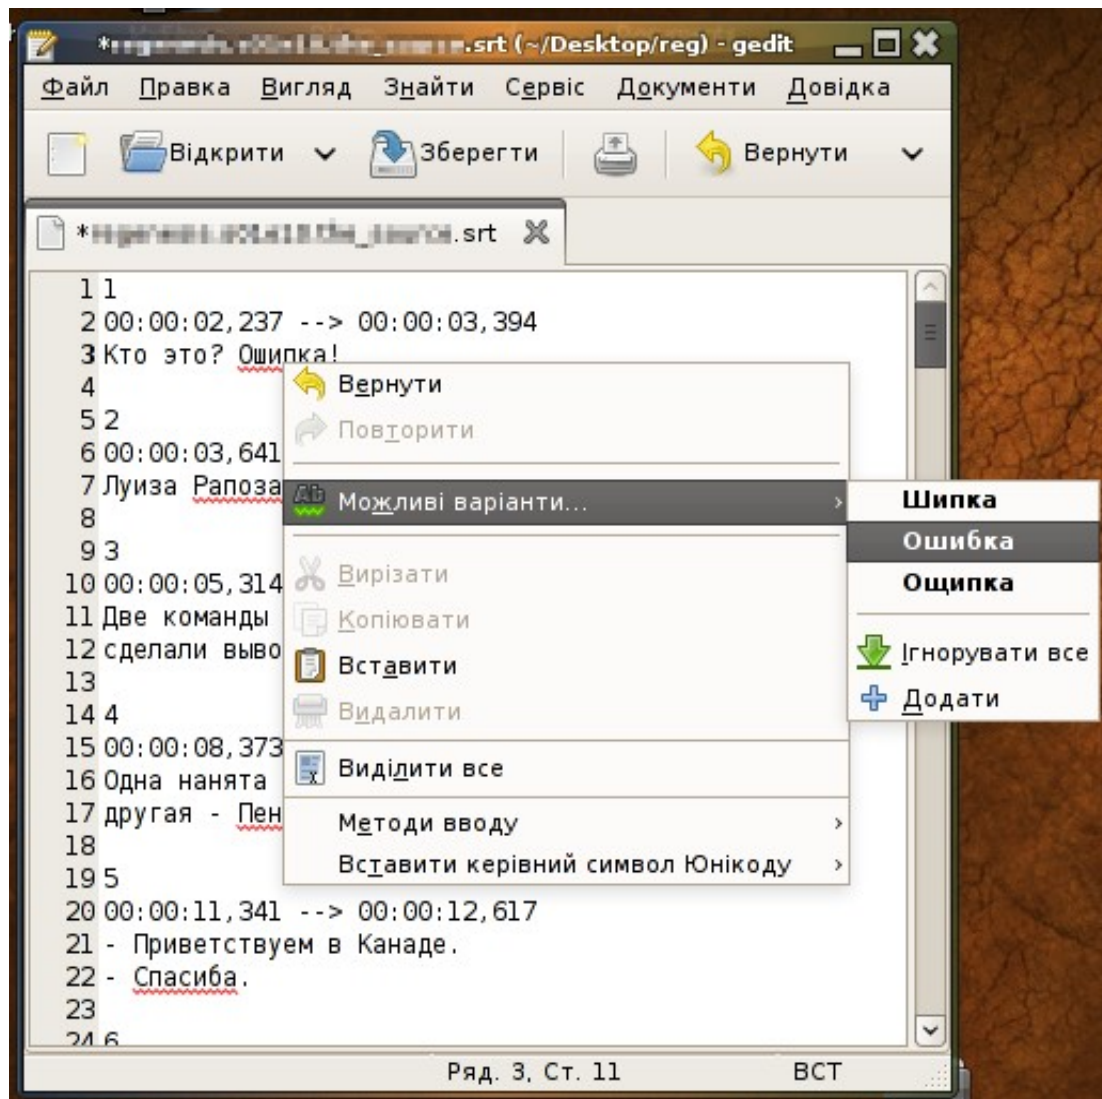 .srt (~/Desktop/reg) - gedit
Файл Правка Вигляд Знайти Сервіс Документи Довідка
Відкрити Зберегти Вернути
.srt
1 1
2 00:00:02,237 --> 00:00:03,394
3 Кто это? Ошипка!
4
5 2
6 00:00:03,641
7 Луиза Рапоза
8
9 3
10 00:00:05,314
11 Две команды
12 сделали выво
13
14 4
15 00:00:08,373
16 Одна нанята
17 другая - Пен
18
19 5
20 00:00:11,341 --> 00:00:12,617
21 - Приветствуем в Канаде.
22 - Спасиба.
23
24 6
Вернути
Повторити
Можливі варіанти...
Вирізати
Копіювати
Вставити
Видалити
Виділити все
Методи вводу
Вставити керівний символ Юнікоду
Шипка
Ошибка
Ощипка
Ігнорувати все
Додати
Ряд. 3, Ст. 11 ВСТ